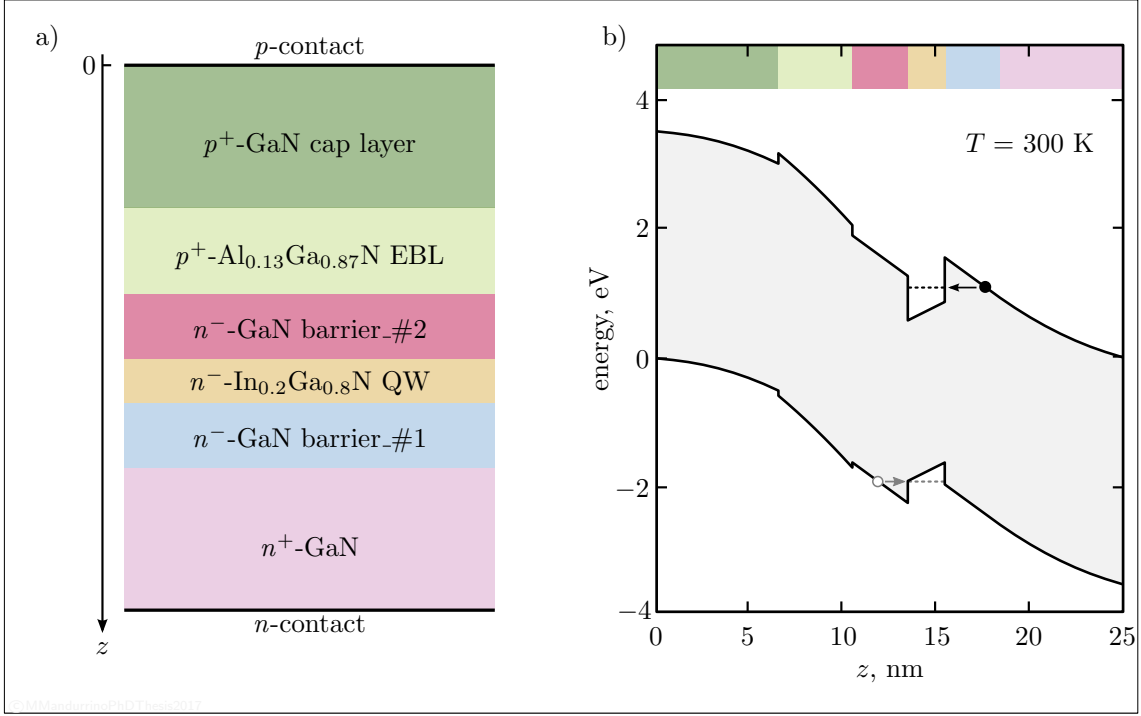 a)
p-contact
0
p⁺-GaN cap layer
p⁺-Al₀.₁₃Ga₀.₈₇N EBL
n⁻-GaN barrier_#2
n⁻-In₀.₂Ga₀.₈N QW
n⁻-GaN barrier_#1
n⁺-GaN
n-contact
z
b)
T = 300 K
energy, eV
4
2
0
−2
−4
0 5 10 15 20 25
z, nm
©MMandurrinoPhDThesis2017